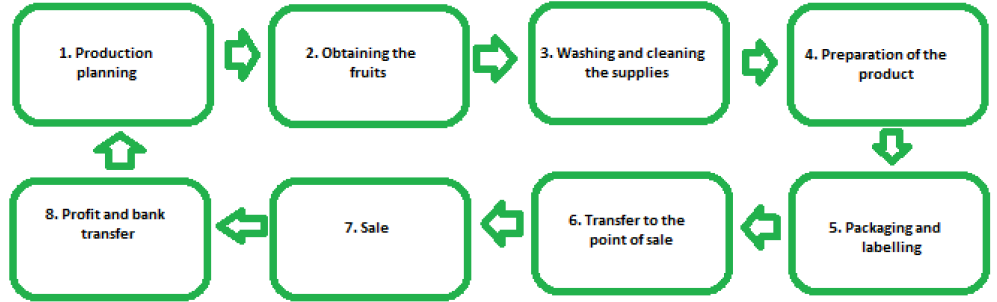 1. Production
planning
2. Obtaining the
fruits
3. Washing and cleaning
the supplies
4. Preparation of the
product
5. Packaging and
labelling
6. Transfer to the
point of sale
7. Sale
8. Profit and bank
transfer